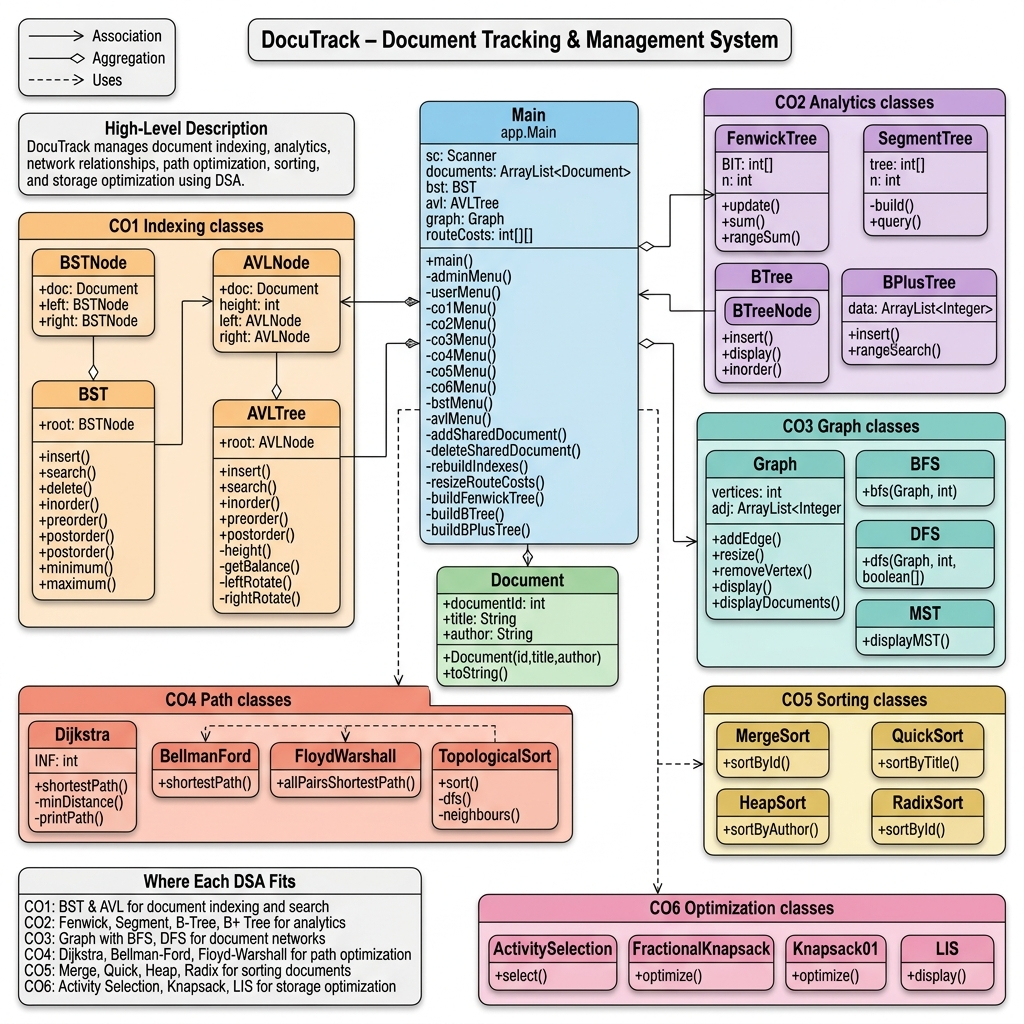 Association
Aggregation
Uses
DocuTrack – Document Tracking & Management System
High-Level Description
DocuTrack manages document indexing, analytics,
network relationships, path optimization, sorting,
and storage optimization using DSA.
CO1 Indexing classes
BSTNode
+doc: Document
+left: BSTNode
+right: BSTNode
AVLNode
+doc: Document
height: int
left: AVLNode
right: AVLNode
BST
+root: BSTNode
+insert()
+search()
+delete()
+inorder()
+preorder()
+postorder()
+postorder()
+minimum()
+maximum()
AVLTree
+root: AVLNode
+insert()
+search()
+inorder()
+preorder()
+postorder()
-height()
-getBalance()
-leftRotate()
-rightRotate()
Main
app.Main
sc: Scanner
documents: ArrayList<Document>
bst: BST
avl: AVLTree
graph: Graph
routeCosts: int[][]
+main()
-adminMenu()
-userMenu()
-co1Menu()
-co2Menu()
-co3Menu()
-co4Menu()
-co5Menu()
-co6Menu()
-bstMenu()
-avlMenu()
-addSharedDocument()
-deleteSharedDocument()
-rebuildIndexes()
-resizeRouteCosts()
-buildFenwickTree()
-buildBTree()
-buildBPlusTree()
Document
+documentId: int
+title: String
+author: String
+Document(id,title,author)
+toString()
CO2 Analytics classes
FenwickTree
BIT: int[]
n: int
+update()
+sum()
+rangeSum()
SegmentTree
tree: int[]
n: int
-build()
+query()
BTree
BTreeNode
+insert()
+display()
+inorder()
BPlusTree
data: ArrayList<Integer>
+insert()
+rangeSearch()
CO3 Graph classes
Graph
vertices: int
adj: ArrayList<Integer
+addEdge()
+resize()
+removeVertex()
+display()
+displayDocuments()
BFS
+bfs(Graph, int)
DFS
+dfs(Graph, int,
boolean[])
MST
+displayMST()
CO4 Path classes
Dijkstra
INF: int
+shortestPath()
-minDistance()
-printPath()
BellmanFord
+shortestPath()
FloydWarshall
+allPairsShortestPath()
TopologicalSort
+sort()
-dfs()
-neighbours()
CO5 Sorting classes
MergeSort
+sortById()
QuickSort
+sortByTitle()
HeapSort
+sortByAuthor()
RadixSort
+sortById()
Where Each DSA Fits
CO1: BST & AVL for document indexing and search
CO2: Fenwick, Segment, B-Tree, B+ Tree for analytics
CO3: Graph with BFS, DFS for document networks
CO4: Dijkstra, Bellman-Ford, Floyd-Warshall for path optimization
CO5: Merge, Quick, Heap, Radix for sorting documents
CO6: Activity Selection, Knapsack, LIS for storage optimization
CO6 Optimization classes
ActivitySelection
+select()
FractionalKnapsack
+optimize()
Knapsack01
+optimize()
LIS
+display()